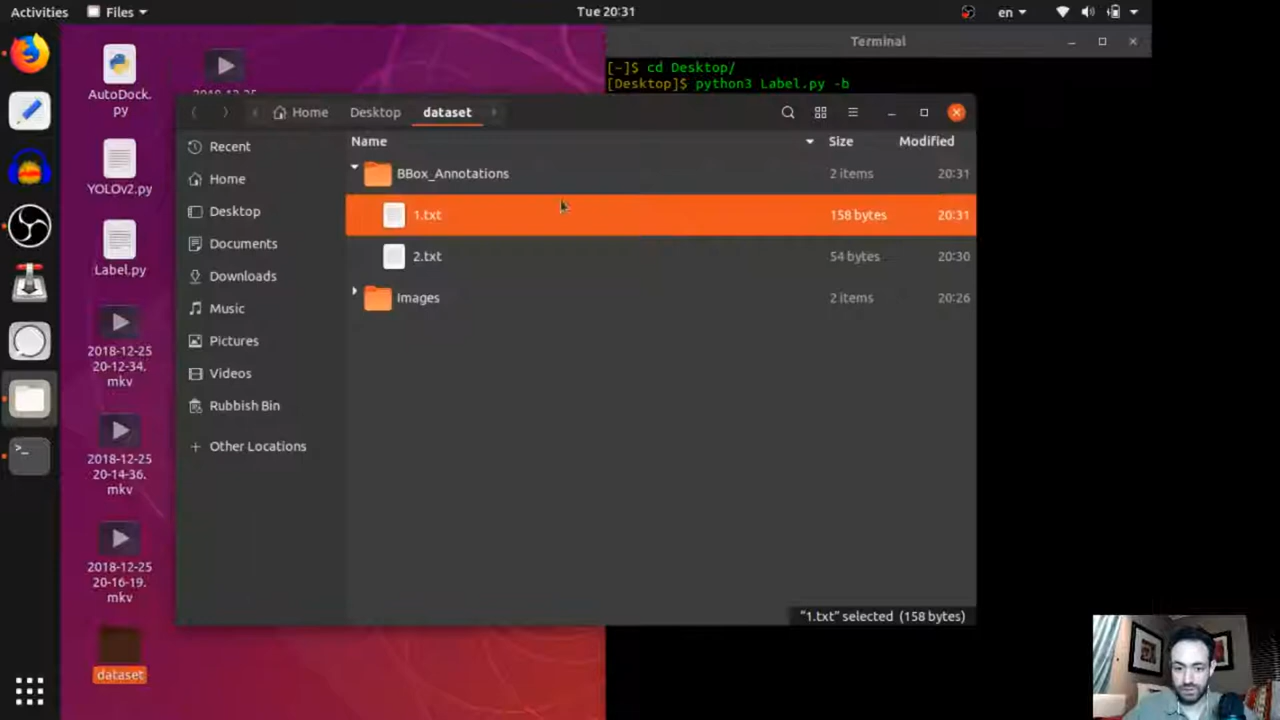 Activities
Files
Tue 20:31
en
Terminal
[~]$ cd Desktop/
[Desktop]$ python3 Label.py -b
AutoDock.
py
YOLOv2.py
Label.py
2018-12-25
20-12-34.
mkv
2018-12-25
20-14-36.
mkv
2018-12-25
20-16-19.
mkv
dataset
Home
Desktop
dataset
Recent
Home
Desktop
Documents
Downloads
Music
Pictures
Videos
Rubbish Bin
Other Locations
Name
Size
Modified
BBox_Annotations
2 items
20:31
1.txt
158 bytes
20:31
2.txt
54 bytes
20:30
Images
2 items
20:26
"1.txt" selected (158 bytes)